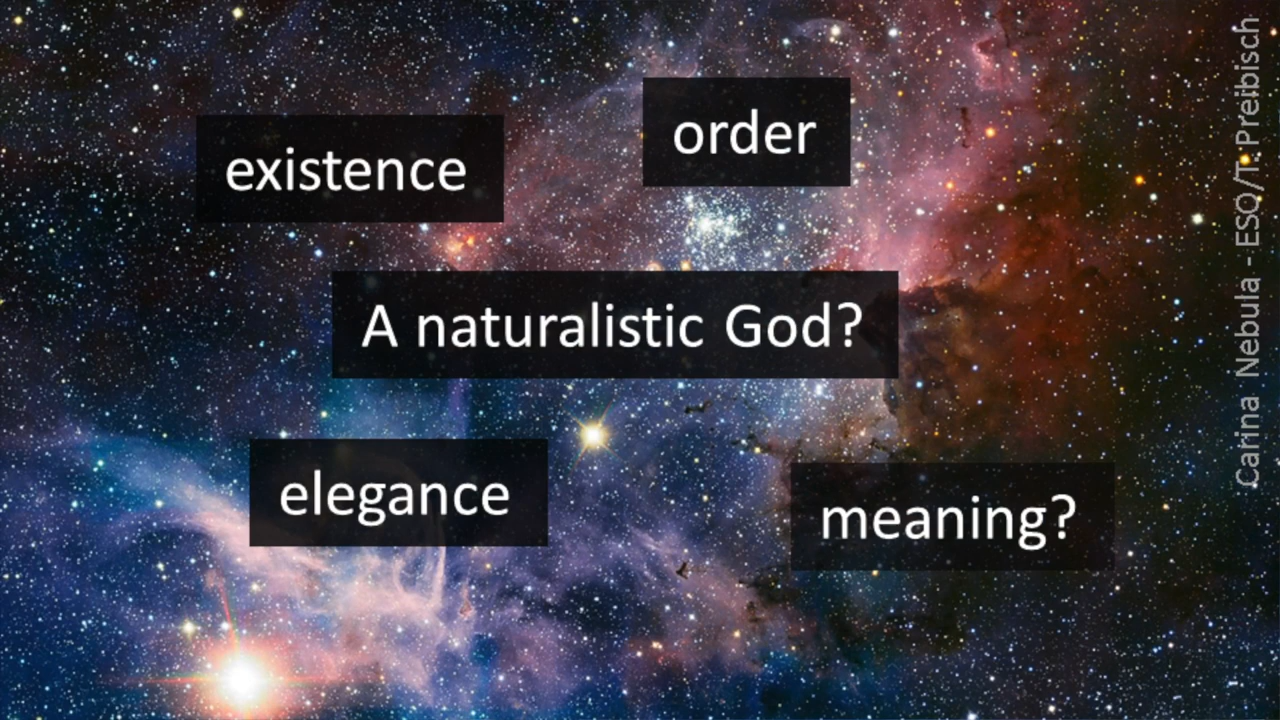 existence
order
A naturalistic God?
elegance
meaning?
Carina Nebula - ESO/T. Preibisch